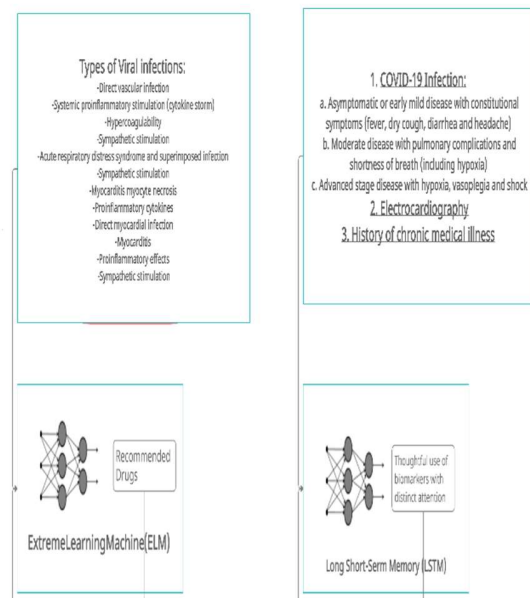 Types of Viral infections:
-Direct vascular infection
-Systemic proinflammatory stimulation (cytokine storm)
-Hypercoagulability
-Sympathetic stimulation
-Acute respiratory distress syndrome and superimposed infection
-Sympathetic stimulation
-Myocarditis myocyte necrosis
-Proinflammatory cytokines
-Direct myocardial infection
-Myocarditis
-Proinflammatory effects
-Sympathetic stimulation
1. COVID-19 Infection:
a. Asymptomatic or early mild disease with constitutional
symptoms (fever, dry cough, diarrhea and headache)
b. Moderate disease with pulmonary complications and
shortness of breath (including hypoxia)
c. Advanced stage disease with hypoxia, vasoplegia and shock
2. Electrocardiography
3. History of chronic medical illness
Recommended
Drugs
ExtremeLearningMachine(ELM)
Thoughtful use of
biomarkers with
distinct attention
Long Short-Serm Memory (LSTM)